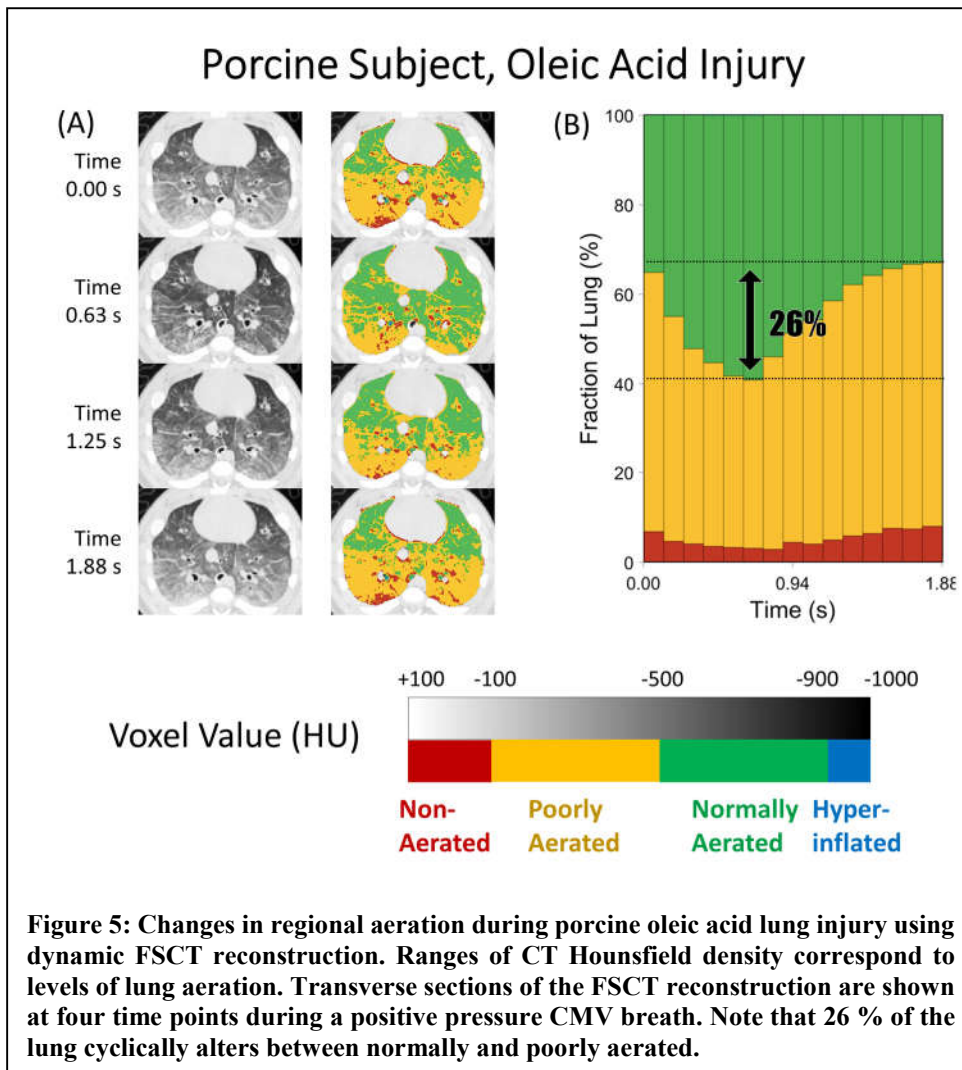 Porcine Subject, Oleic Acid Injury
(A)
Time
0.00 s
Time
0.63 s
Time
1.25 s
Time
1.88 s
(B)
100
80
60
40
20
0
Fraction of Lung (%)
26%
0.00 0.94 1.88
Time (s)
+100 -100 -500 -900 -1000
Voxel Value (HU)
Non- Poorly Normally Hyper-
Aerated Aerated Aerated inflated
Figure 5: Changes in regional aeration during porcine oleic acid lung injury using
dynamic FSCT reconstruction. Ranges of CT Hounsfield density correspond to
levels of lung aeration. Transverse sections of the FSCT reconstruction are shown
at four time points during a positive pressure CMV breath. Note that 26 % of the
lung cyclically alters between normally and poorly aerated.